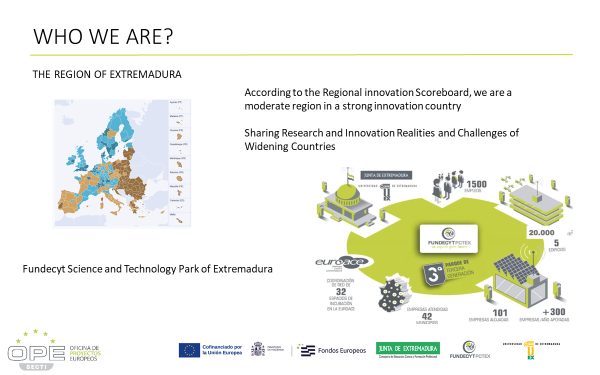 WHO WE ARE?
THE REGION OF EXTREMADURA
According to the Regional innovation Scoreboard, we are a
moderate region in a strong innovation country
Sharing Research and Innovation Realities and Challenges of
Widening Countries
JUNTA DE EXTREMADURA
1500
EMPLEOS
20.000 m²
5
EDIFICIOS
FUNDECYT PCTEX
euroace
COORDINACIÓN
DE RED DE
32
ESPACIOS DE
INCUBACIÓN
EN LA EUROACE
3º PARQUE DE
TERCERA
GENERACIÓN
EMPRESAS ATENDIDAS
42
101
EMPRESAS ALOJADAS
+300
EMPRESAS /AÑO APOYADAS
Fundecyt Science and Technology Park of Extremadura
OPE
SECTI
OFICINA DE
PROYECTOS
EUROPEOS
Cofinanciado por
la Unión Europea
Fondos Europeos
JUNTA DE EXTREMADURA
FUNDECYT PCTEX